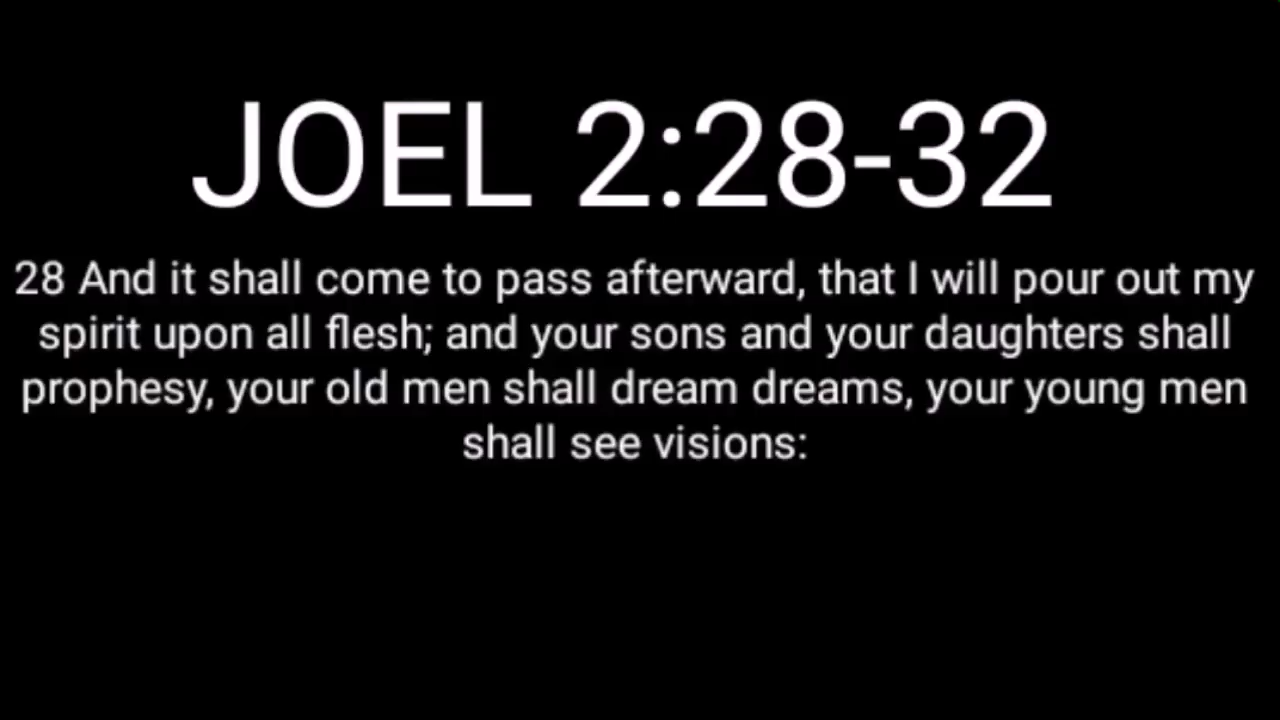 JOEL 2:28-32
28 And it shall come to pass afterward, that I will pour out my
spirit upon all flesh; and your sons and your daughters shall
prophesy, your old men shall dream dreams, your young men
shall see visions: